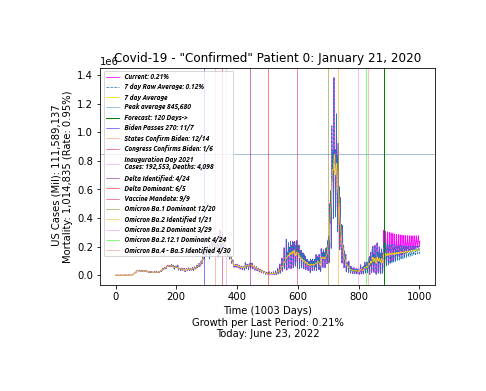 Covid-19 - "Confirmed" Patient 0: January 21, 2020
1e6
Current: 0.21%
7 day Raw Average: 0.12%
7 day Average
Peak average 845,680
Forecast: 120 Days->
Biden Passes 270: 11/7
States Confirm Biden: 12/14
Congress Confirms Biden: 1/6
Inauguration Day 2021
Cases: 192,553, Deaths: 4,098
Delta Identified: 4/24
Delta Dominant: 6/5
Vaccine Mandate: 9/9
Omicron Ba.1 Dominant 12/20
Omicron Ba.2 Identified 1/21
Omicron Ba.2 Dominant 3/29
Omicron Ba.2.12.1 Dominant 4/24
Omicron Ba.4 - Ba.5 Identified 4/30
US Cases (Mil): 111,589,137
Mortality: 1,014,835 (Rate: 0.95%)
1.4
1.2
1.0
0.8
0.6
0.4
0.2
0.0
0 200 400 600 800 1000
Time (1003 Days)
Growth per Last Period: 0.21%
Today: June 23, 2022